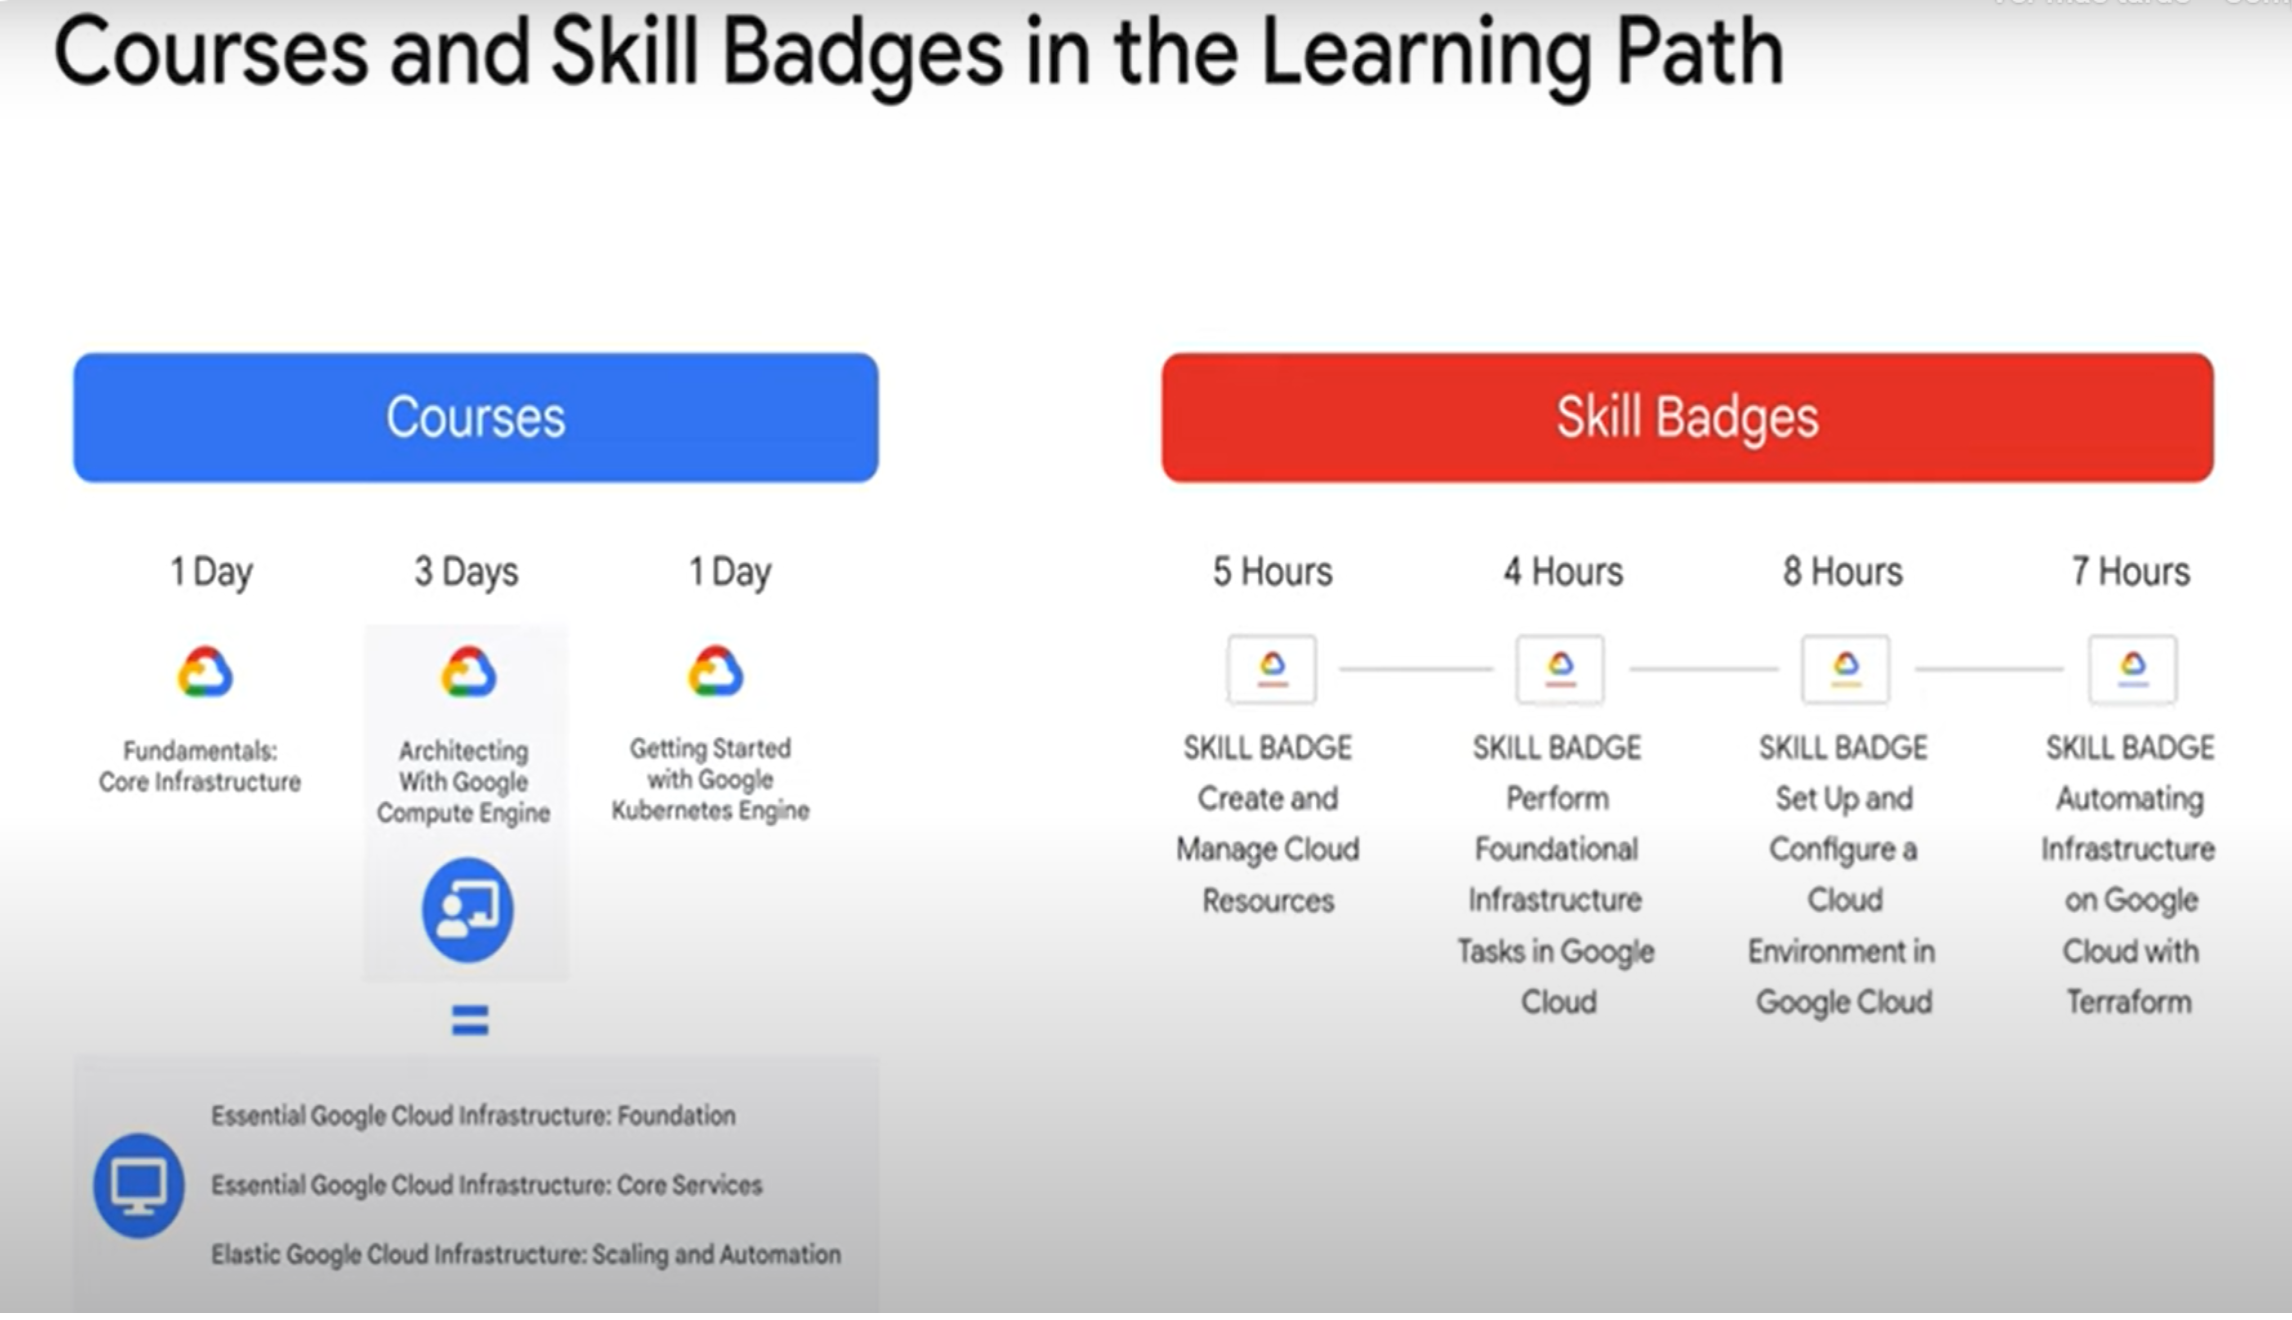 Courses and Skill Badges in the Learning Path
Courses
1 Day
3 Days
1 Day
Fundamentals:
Core Infrastructure
Architecting
With Google
Compute Engine
Getting Started
with Google
Kubernetes Engine
Essential Google Cloud Infrastructure: Foundation
Essential Google Cloud Infrastructure: Core Services
Elastic Google Cloud Infrastructure: Scaling and Automation
Skill Badges
5 Hours
4 Hours
8 Hours
7 Hours
SKILL BADGE
Create and
Manage Cloud
Resources
SKILL BADGE
Perform
Foundational
Infrastructure
Tasks in Google
Cloud
SKILL BADGE
Set Up and
Configure a
Cloud
Environment in
Google Cloud
SKILL BADGE
Automating
Infrastructure
on Google
Cloud with
Terraform